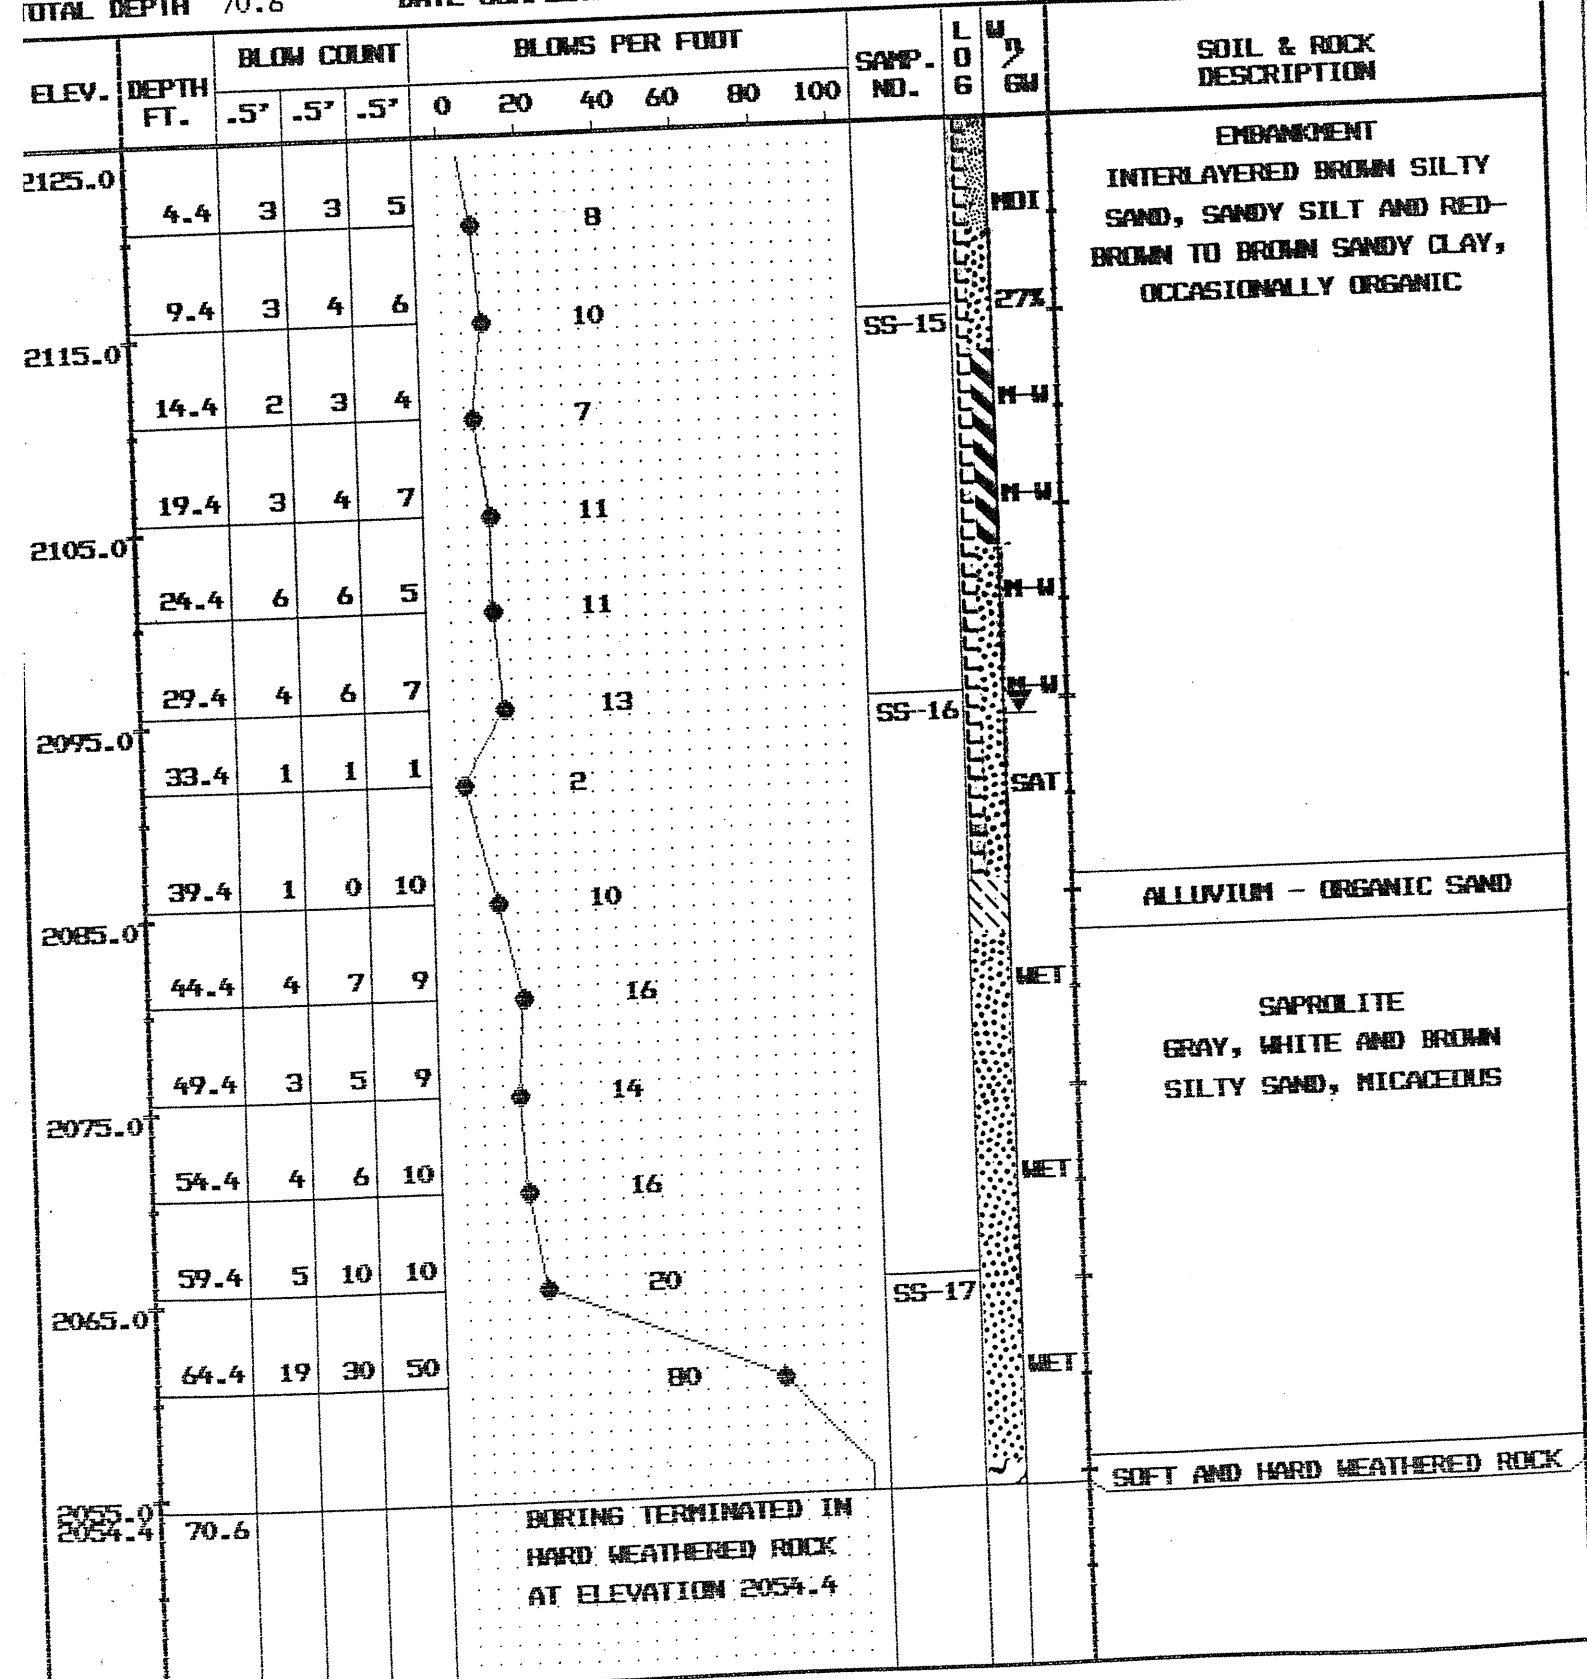 TOTAL DEPTH 70.6
ELEV. DEPTH FT. BLOW COUNT .5' .5' .5' BLOWS PER FOOT 0 20 40 60 80 100 SAMP. NO. LOG Wn/GW SOIL & ROCK DESCRIPTION
EMBANKMENT
2125.0 INTERLAYERED BROWN SILTY
4.4 3 3 5 8 MOI SAND, SANDY SILT AND RED-
BROWN TO BROWN SANDY CLAY,
9.4 3 4 6 10 27% OCCASIONALLY ORGANIC
SS-15
2115.0
14.4 2 3 4 7 M-W
19.4 3 4 7 11 M-W
2105.0
24.4 6 6 5 11 M-W
29.4 4 6 7 13 M-W
SS-16
2095.0
33.4 1 1 1 2 SAT
39.4 1 0 10 10 ALLUVIUM - ORGANIC SAND
2085.0
44.4 4 7 9 16 WET
SAPROLITE
GRAY, WHITE AND BROWN
49.4 3 5 9 14 SILTY SAND, MICACEOUS
2075.0
54.4 4 6 10 16 WET
59.4 5 10 10 20
SS-17
2065.0
64.4 19 30 50 80 WET
SOFT AND HARD WEATHERED ROCK
2055.0 BORING TERMINATED IN
2054.4 70.6
HARD WEATHERED ROCK
AT ELEVATION 2054.4